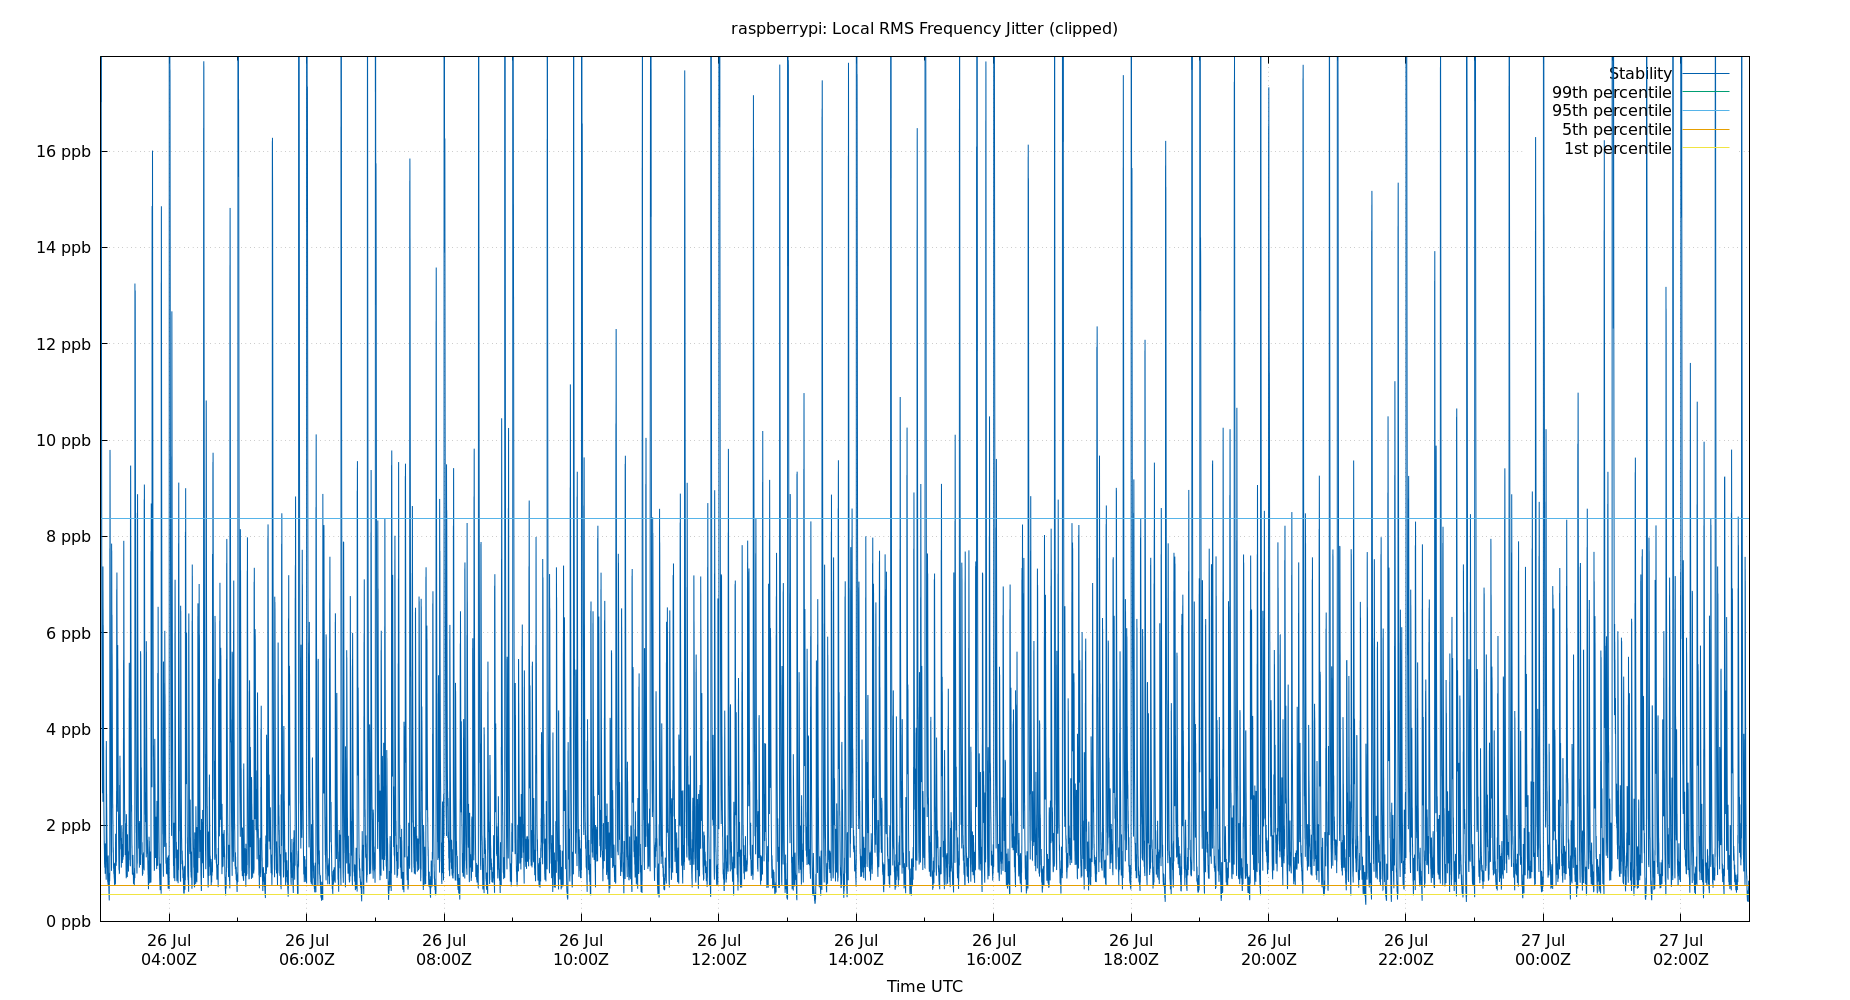 raspberrypi: Local RMS Frequency Jitter (clipped)
Stability
99th percentile
95th percentile
5th percentile
1st percentile
16 ppb
14 ppb
12 ppb
10 ppb
8 ppb
6 ppb
4 ppb
2 ppb
0 ppb
26 Jul 26 Jul 26 Jul 26 Jul 26 Jul 26 Jul 26 Jul 26 Jul 26 Jul 26 Jul 27 Jul 27 Jul
04:00Z 06:00Z 08:00Z 10:00Z 12:00Z 14:00Z 16:00Z 18:00Z 20:00Z 22:00Z 00:00Z 02:00Z
Time UTC